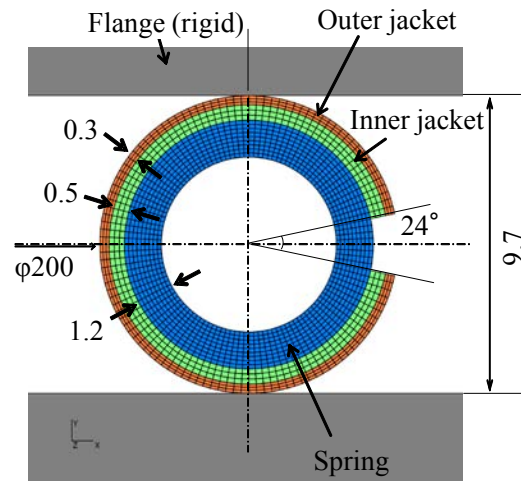 Flange (rigid)
Outer jacket
Inner jacket
0.3
0.5
24°
9.7
φ200
1.2
Spring
Y
Z
X